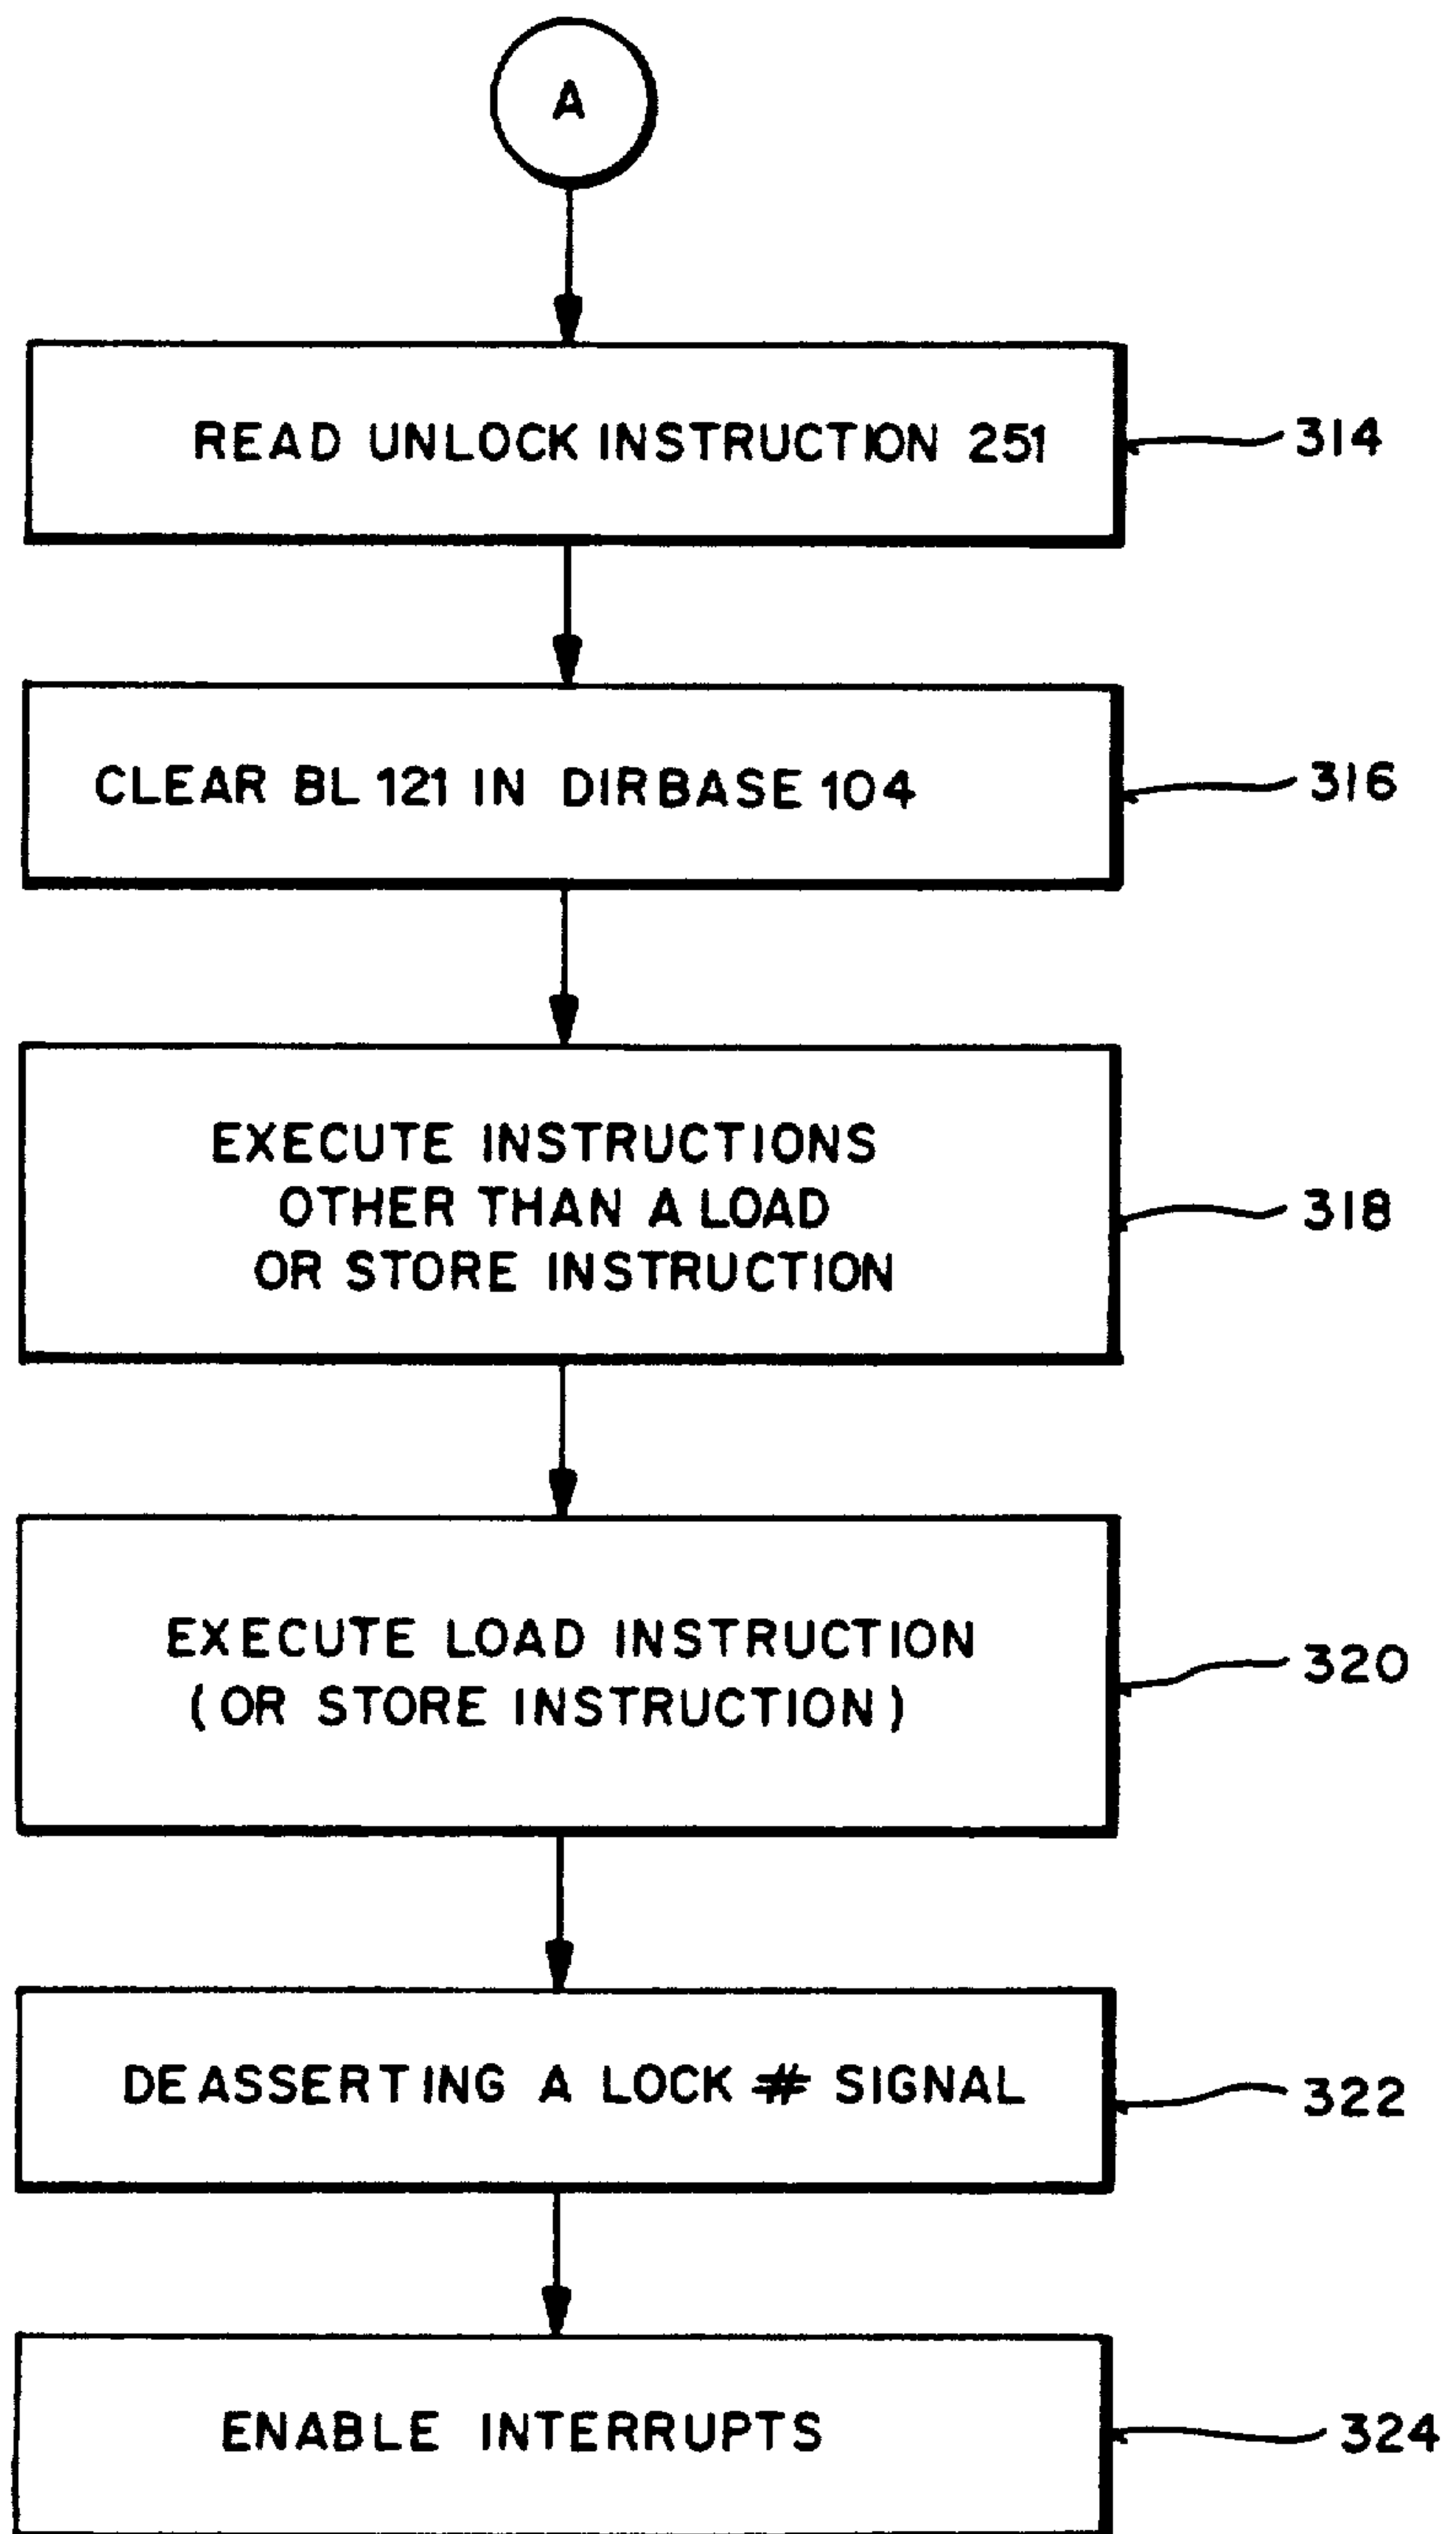 A
READ UNLOCK INSTRUCTION 251
314
CLEAR BL 121 IN DIRBASE 104
316
EXECUTE INSTRUCTIONS
OTHER THAN A LOAD
OR STORE INSTRUCTION
318
EXECUTE LOAD INSTRUCTION
(OR STORE INSTRUCTION)
320
DEASSERTING A LOCK # SIGNAL
322
ENABLE INTERRUPTS
324